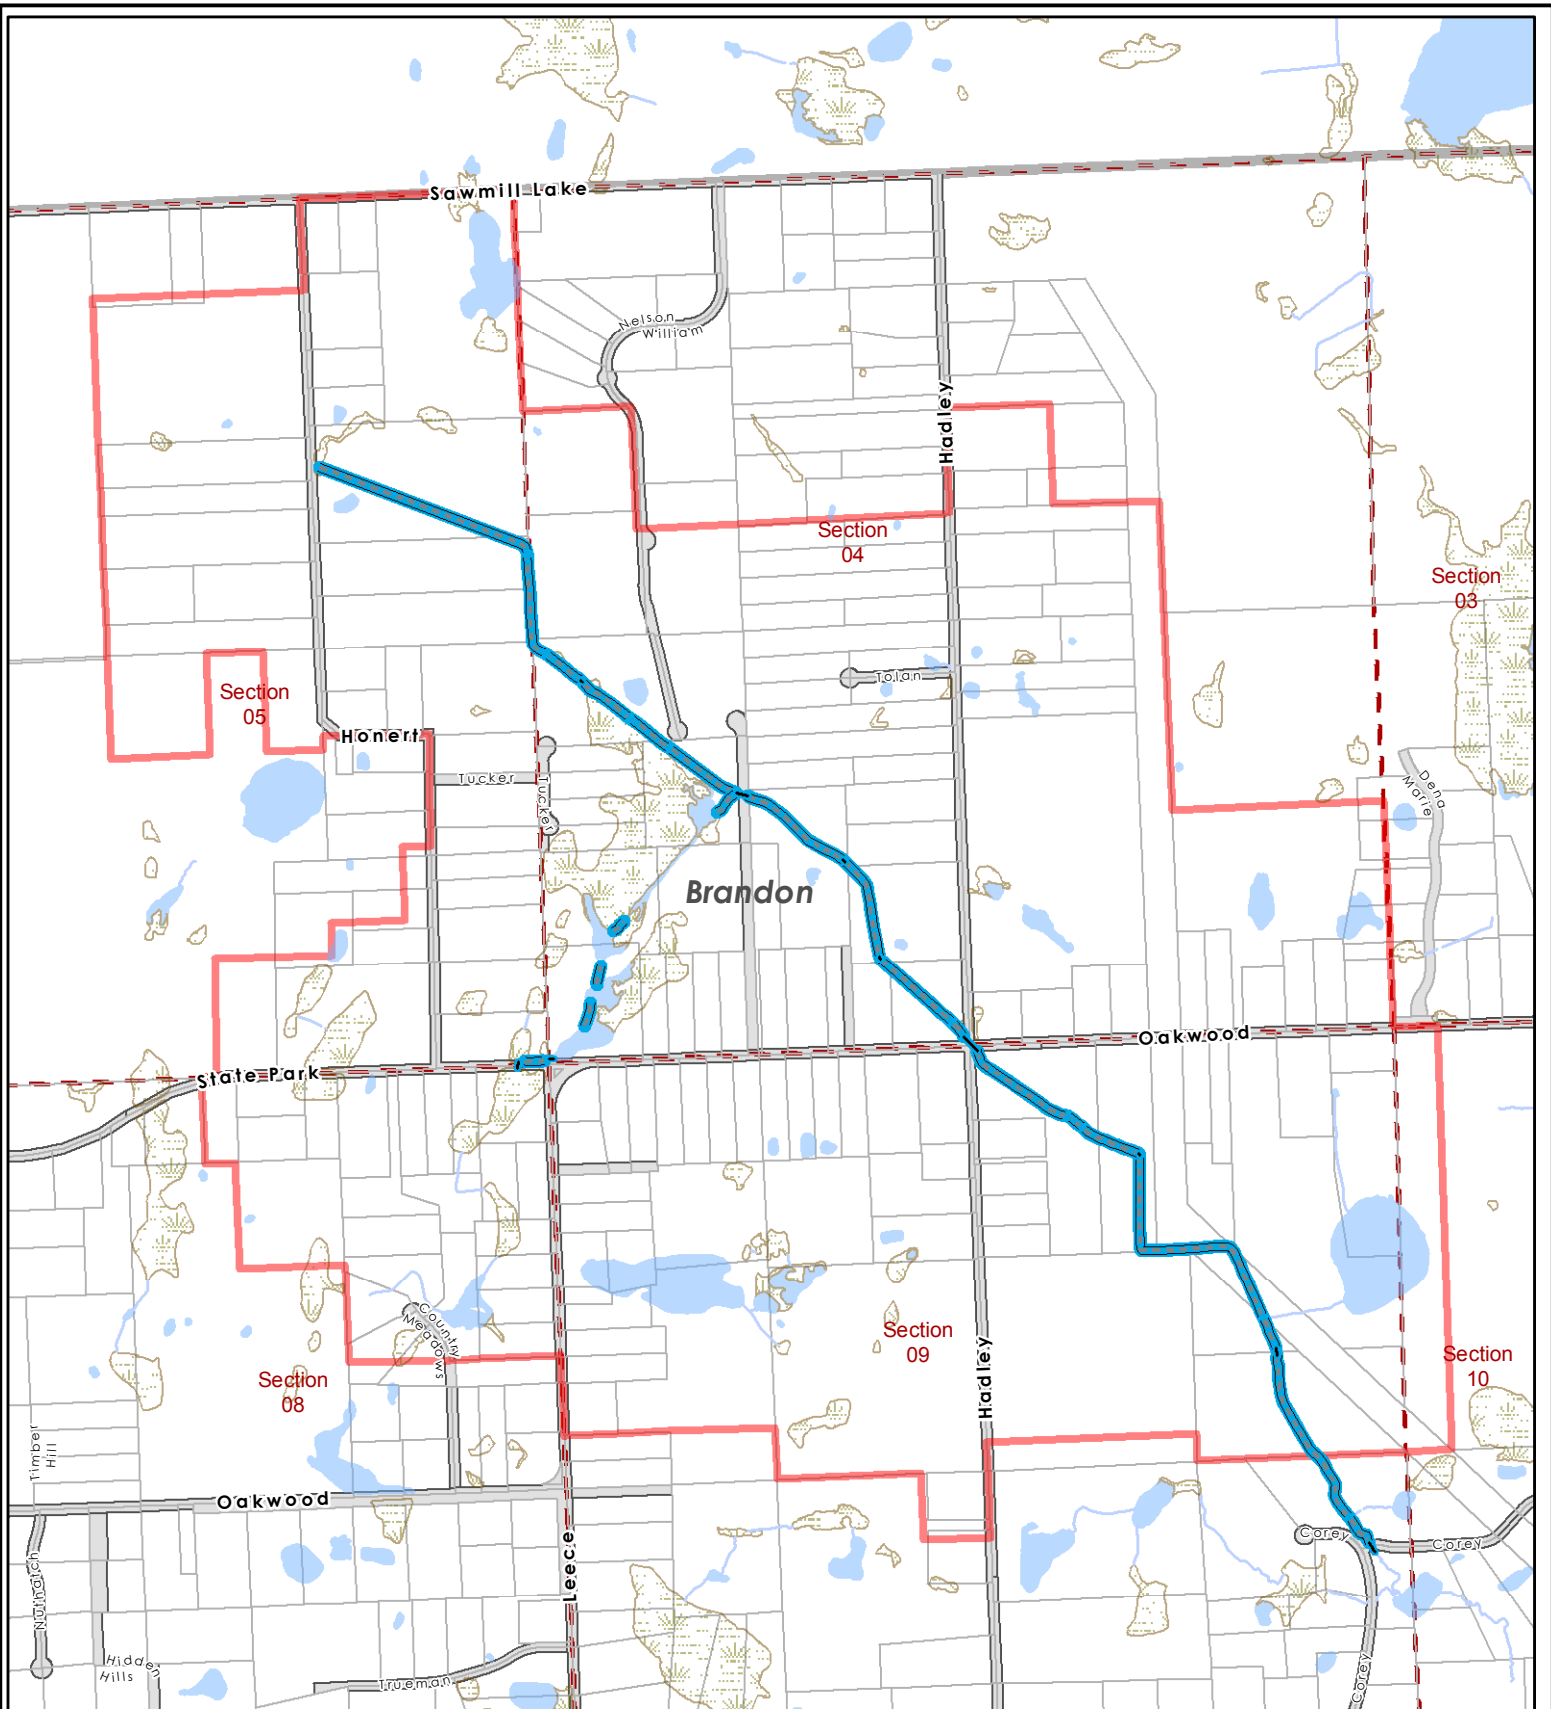 Sawmill Lake
Nelson
William
Hadley
Section
04
Section
03
Tolan
Section
05
Honert
Tucker
Tucker
Dena
Marie
Brandon
Oakwood
State Park
Country
Meadows
Section
09
Hadley
Section
10
Section
08
Timber
Hill
Oakwood
Leece
Corey
Corey
Nuthatch
Hidden
Hills
Trueman
Corey